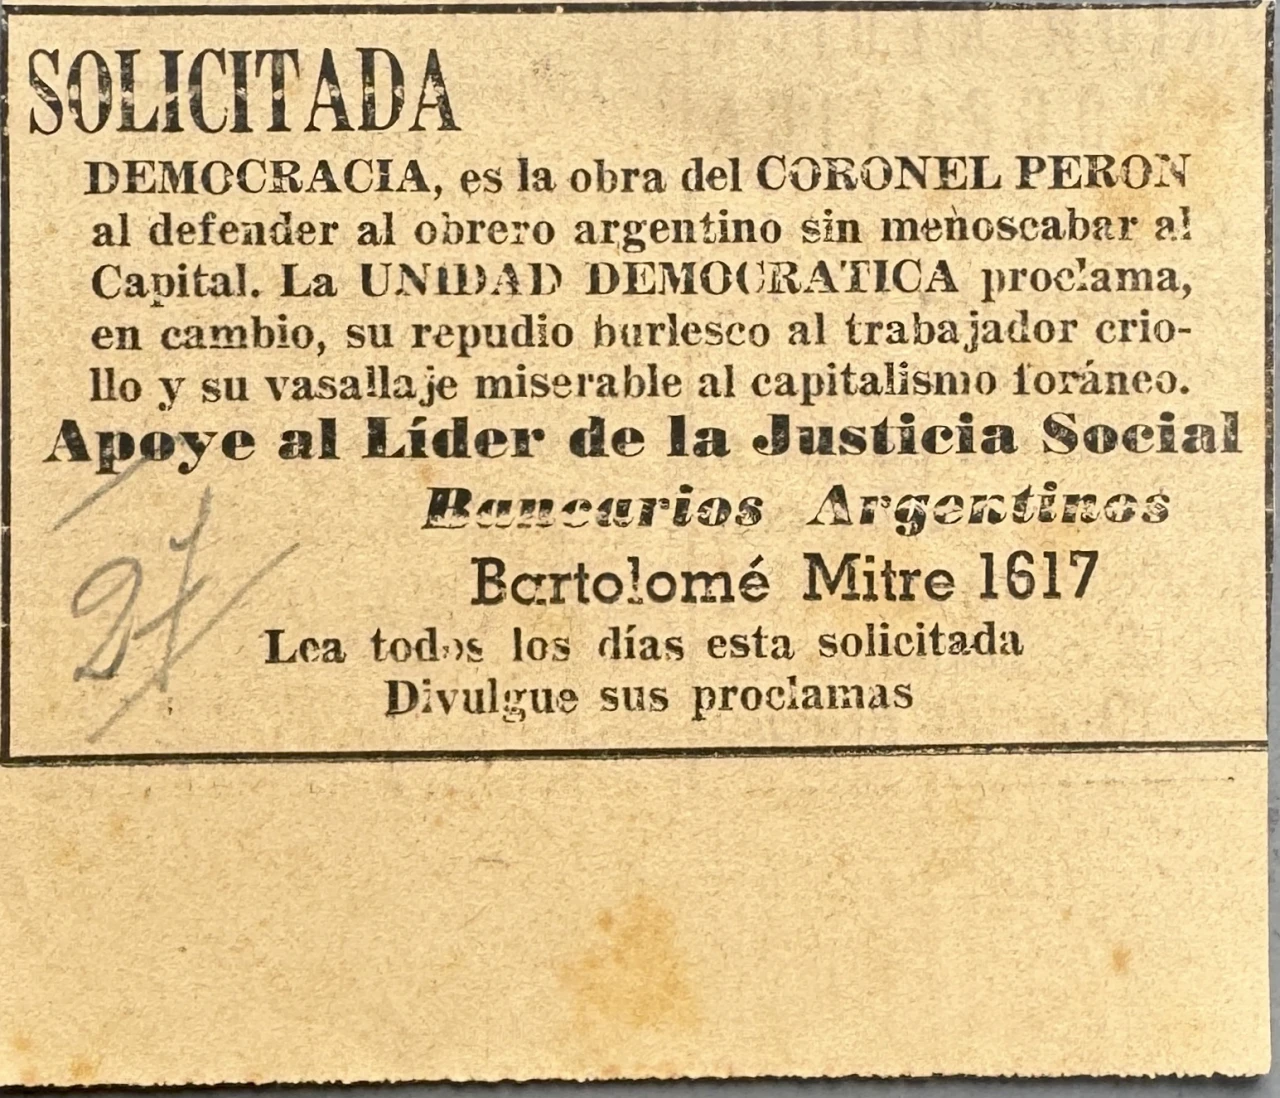 SOLICITADA
DEMOCRACIA, es la obra del CORONEL PERON
al defender al obrero argentino sin menoscabar al
Capital. La UNIDAD DEMOCRATICA proclama,
en cambio, su repudio burlesco al trabajador crio-
llo y su vasallaje miserable al capitalismo foráneo.
Apoye al Líder de la Justicia Social
Bancarios Argentinos
Bartolomé Mitre 1617
Lea todos los días esta solicitada
Divulgue sus proclamas